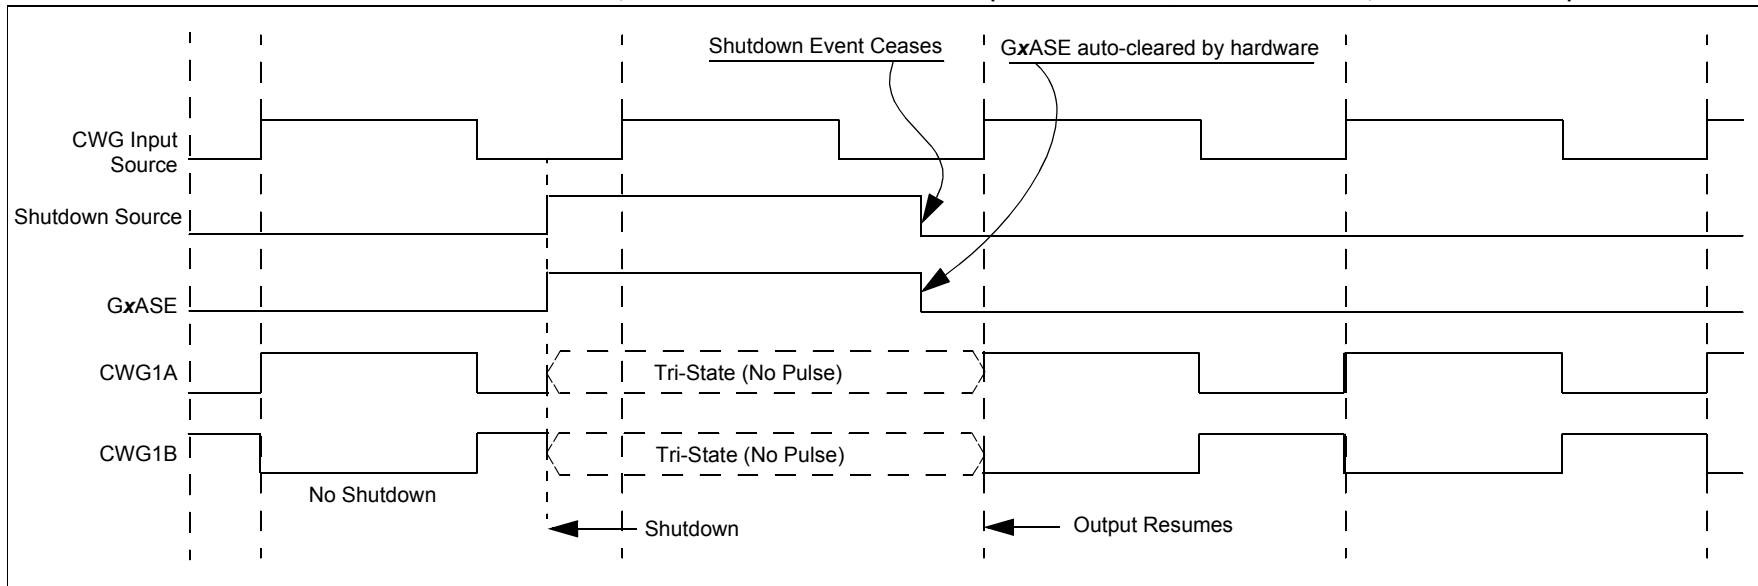 Shutdown Event Ceases
GxASE auto-cleared by hardware
CWG Input
Source
Shutdown Source
GxASE
CWG1A
Tri-State (No Pulse)
CWG1B
Tri-State (No Pulse)
No Shutdown
Shutdown
Output Resumes